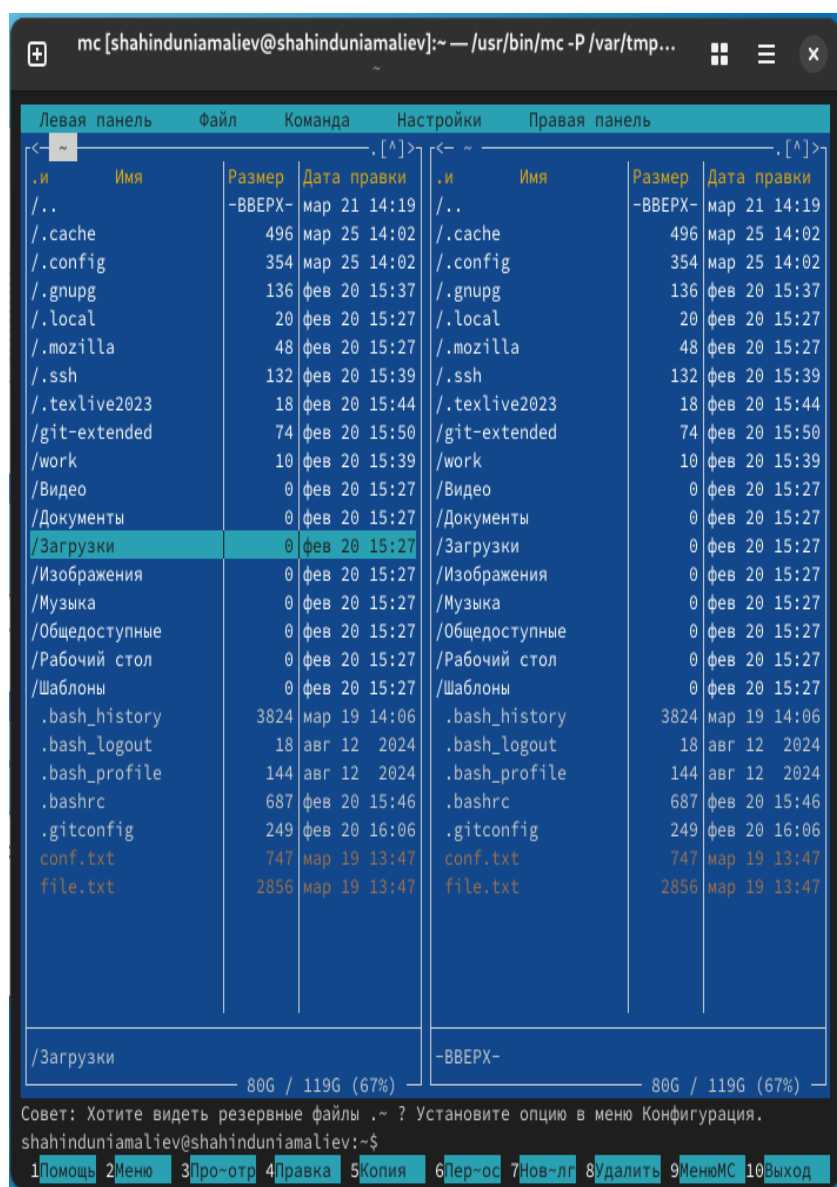 mc [shahinduniamaliev@shahinduniamaliev]:~ — /usr/bin/mc -P /var/tmp…
~
Левая панель Файл Команда Настройки Правая панель
<— ~ .[^]> <— ~ .[^]>
.и Имя Размер Дата правки .и Имя Размер Дата правки
/.. -ВВЕРХ- мар 21 14:19 /.. -ВВЕРХ- мар 21 14:19
/.cache 496 мар 25 14:02 /.cache 496 мар 25 14:02
/.config 354 мар 25 14:02 /.config 354 мар 25 14:02
/.gnupg 136 фев 20 15:37 /.gnupg 136 фев 20 15:37
/.local 20 фев 20 15:27 /.local 20 фев 20 15:27
/.mozilla 48 фев 20 15:27 /.mozilla 48 фев 20 15:27
/.ssh 132 фев 20 15:39 /.ssh 132 фев 20 15:39
/.texlive2023 18 фев 20 15:44 /.texlive2023 18 фев 20 15:44
/git-extended 74 фев 20 15:50 /git-extended 74 фев 20 15:50
/work 10 фев 20 15:39 /work 10 фев 20 15:39
/Видео 0 фев 20 15:27 /Видео 0 фев 20 15:27
/Документы 0 фев 20 15:27 /Документы 0 фев 20 15:27
/Загрузки 0 фев 20 15:27 /Загрузки 0 фев 20 15:27
/Изображения 0 фев 20 15:27 /Изображения 0 фев 20 15:27
/Музыка 0 фев 20 15:27 /Музыка 0 фев 20 15:27
/Общедоступные 0 фев 20 15:27 /Общедоступные 0 фев 20 15:27
/Рабочий стол 0 фев 20 15:27 /Рабочий стол 0 фев 20 15:27
/Шаблоны 0 фев 20 15:27 /Шаблоны 0 фев 20 15:27
.bash_history 3824 мар 19 14:06 .bash_history 3824 мар 19 14:06
.bash_logout 18 авг 12 2024 .bash_logout 18 авг 12 2024
.bash_profile 144 авг 12 2024 .bash_profile 144 авг 12 2024
.bashrc 687 фев 20 15:46 .bashrc 687 фев 20 15:46
.gitconfig 249 фев 20 16:06 .gitconfig 249 фев 20 16:06
conf.txt 747 мар 19 13:47 conf.txt 747 мар 19 13:47
file.txt 2856 мар 19 13:47 file.txt 2856 мар 19 13:47
/Загрузки -ВВЕРХ-
80G / 119G (67%) 80G / 119G (67%)
Совет: Хотите видеть резервные файлы .~ ? Установите опцию в меню Конфигурация.
shahinduniamaliev@shahinduniamaliev:~$
1Помощь 2Меню 3Про~отр 4Правка 5Копия 6Пер~ос 7Нов~лг 8Удалить 9МенюМС 10Выход